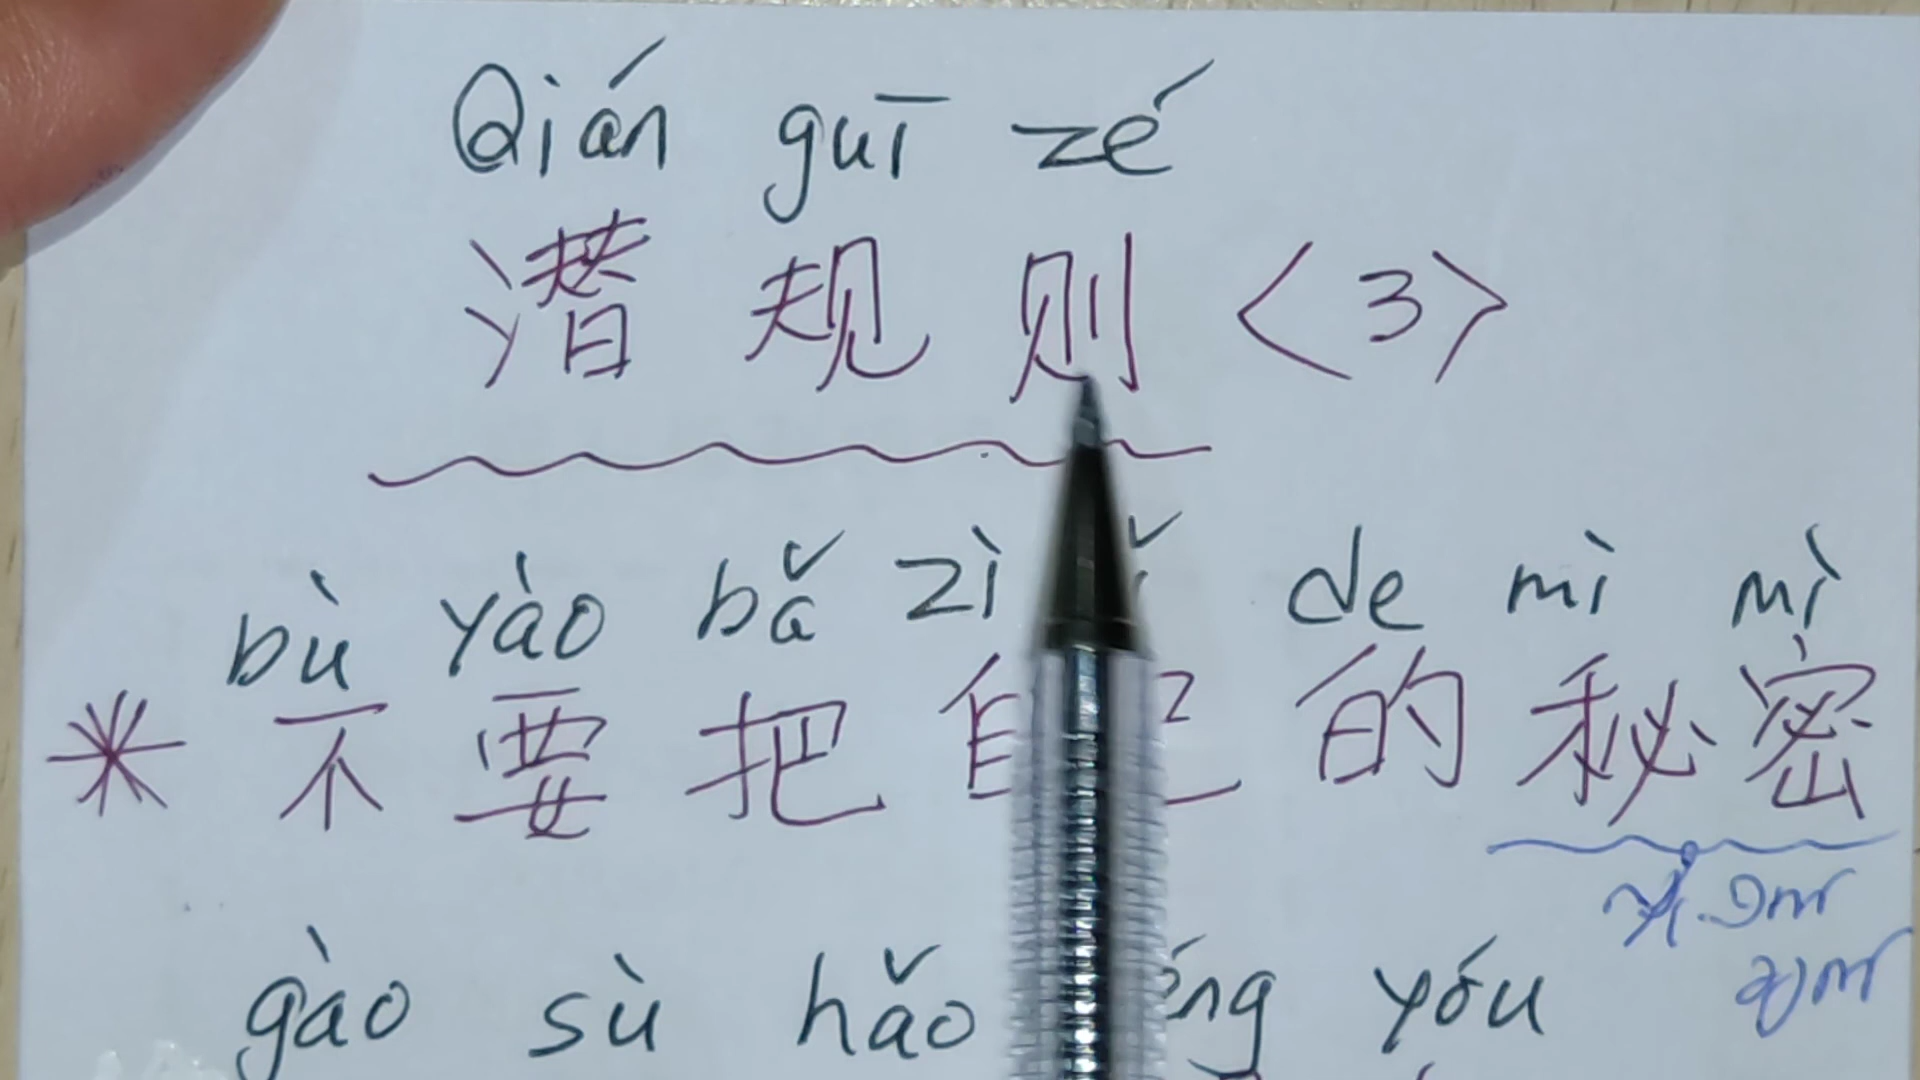 Qián guī zé
潜规则<3>
bù yào bǎ zì de mì mì
* 不要把自己的秘密
gào sù hǎo yóu